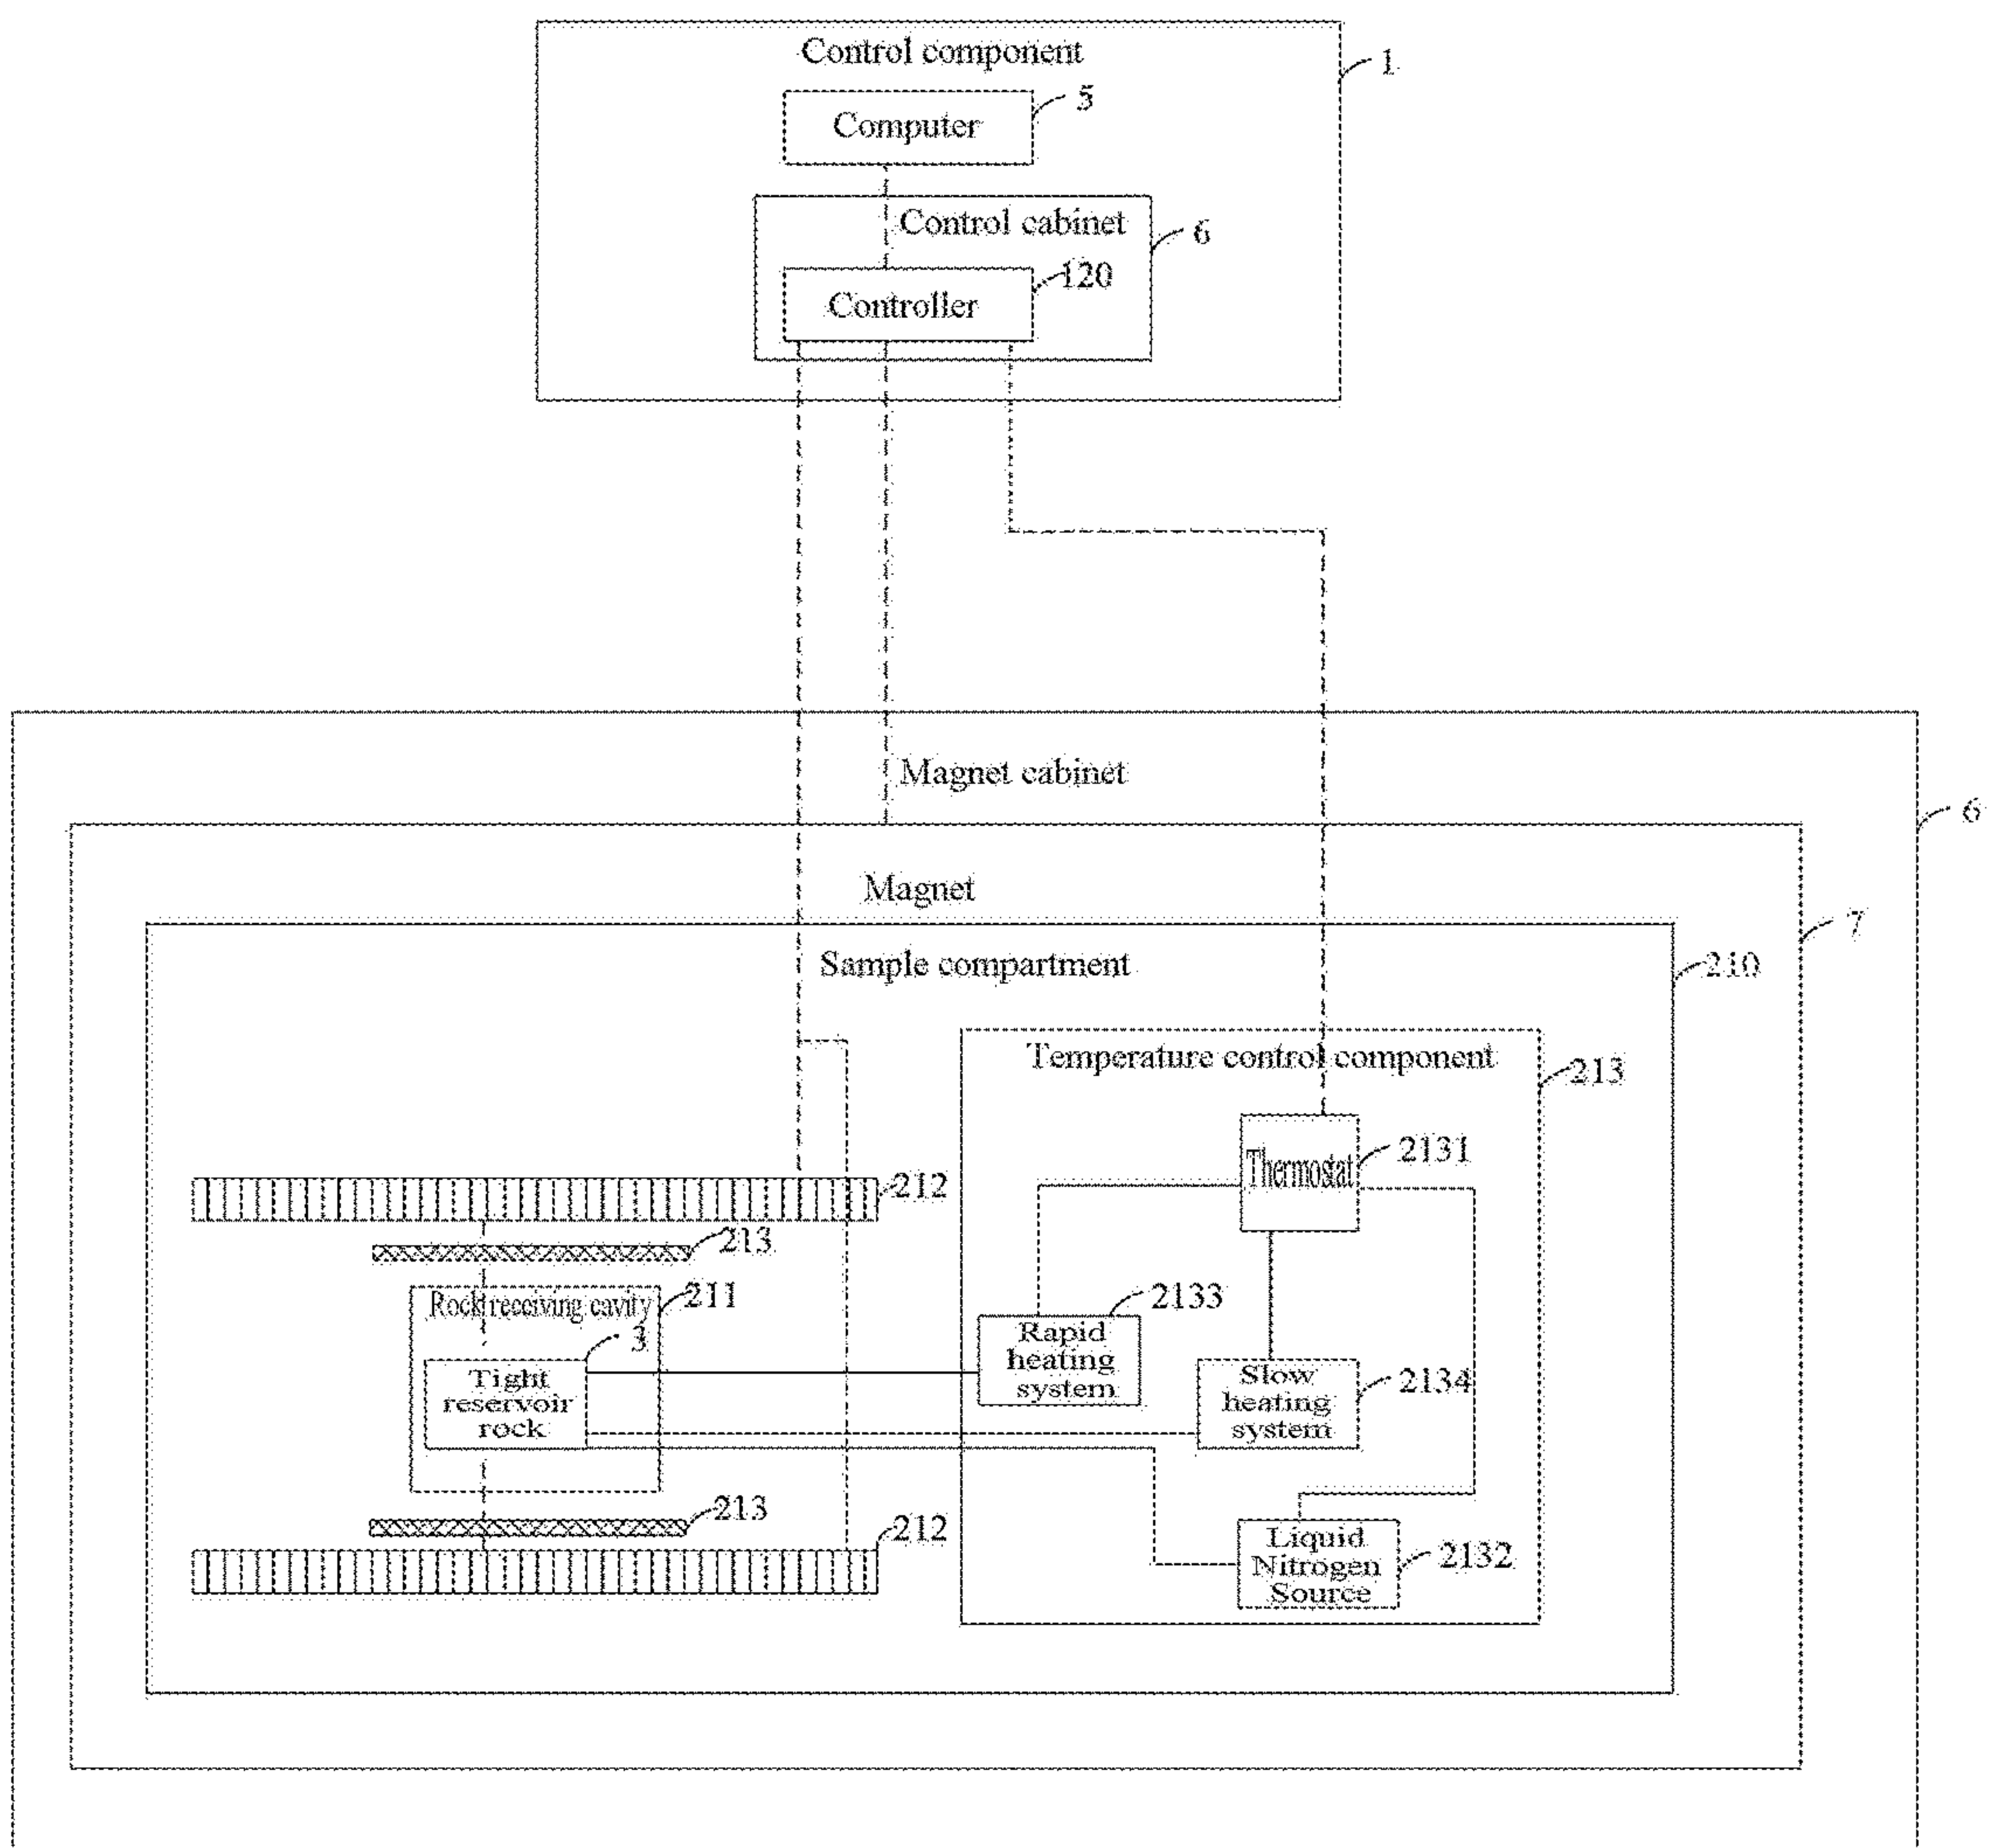 Control component
1
Computer
5
Control cabinet
6
Controller
120
Magnet cabinet
6
Magnet
7
Sample compartment
210
Temperature control component
213
Thermostat
2131
212
213
Rock receiving cavity
211
3
Tight
reservoir
rock
Rapid
heating
system
2133
Slow
heating
system
2134
213
212
Liquid
Nitrogen
Source
2132